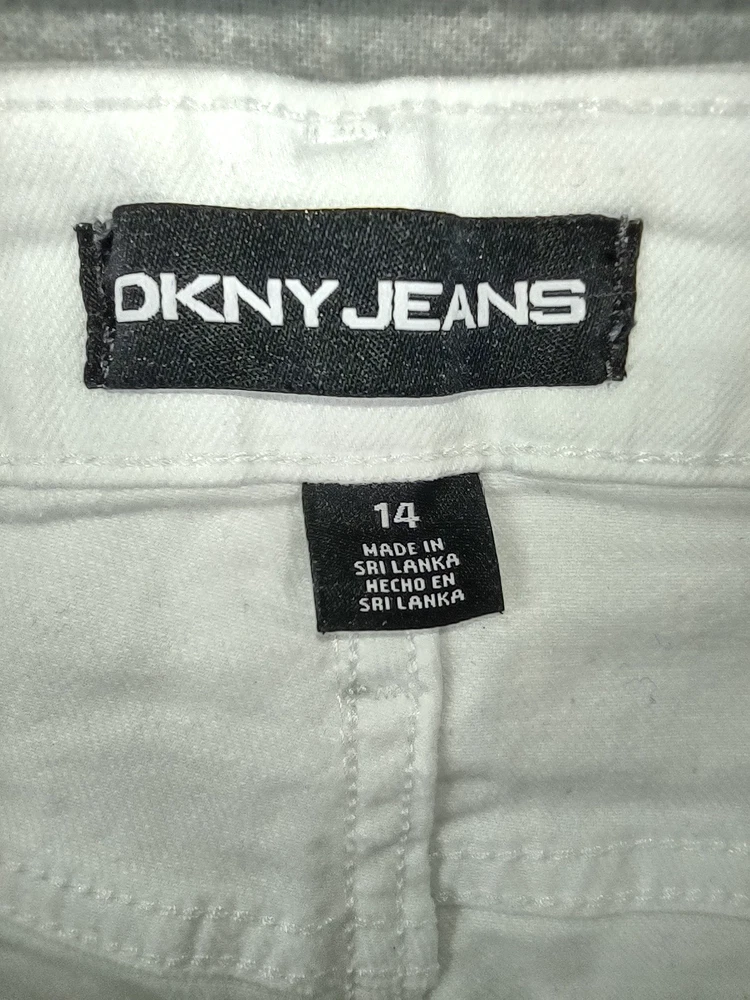 DKNY JEANS
14
MADE IN
SRI LANKA
HECHO EN
SRI LANKA